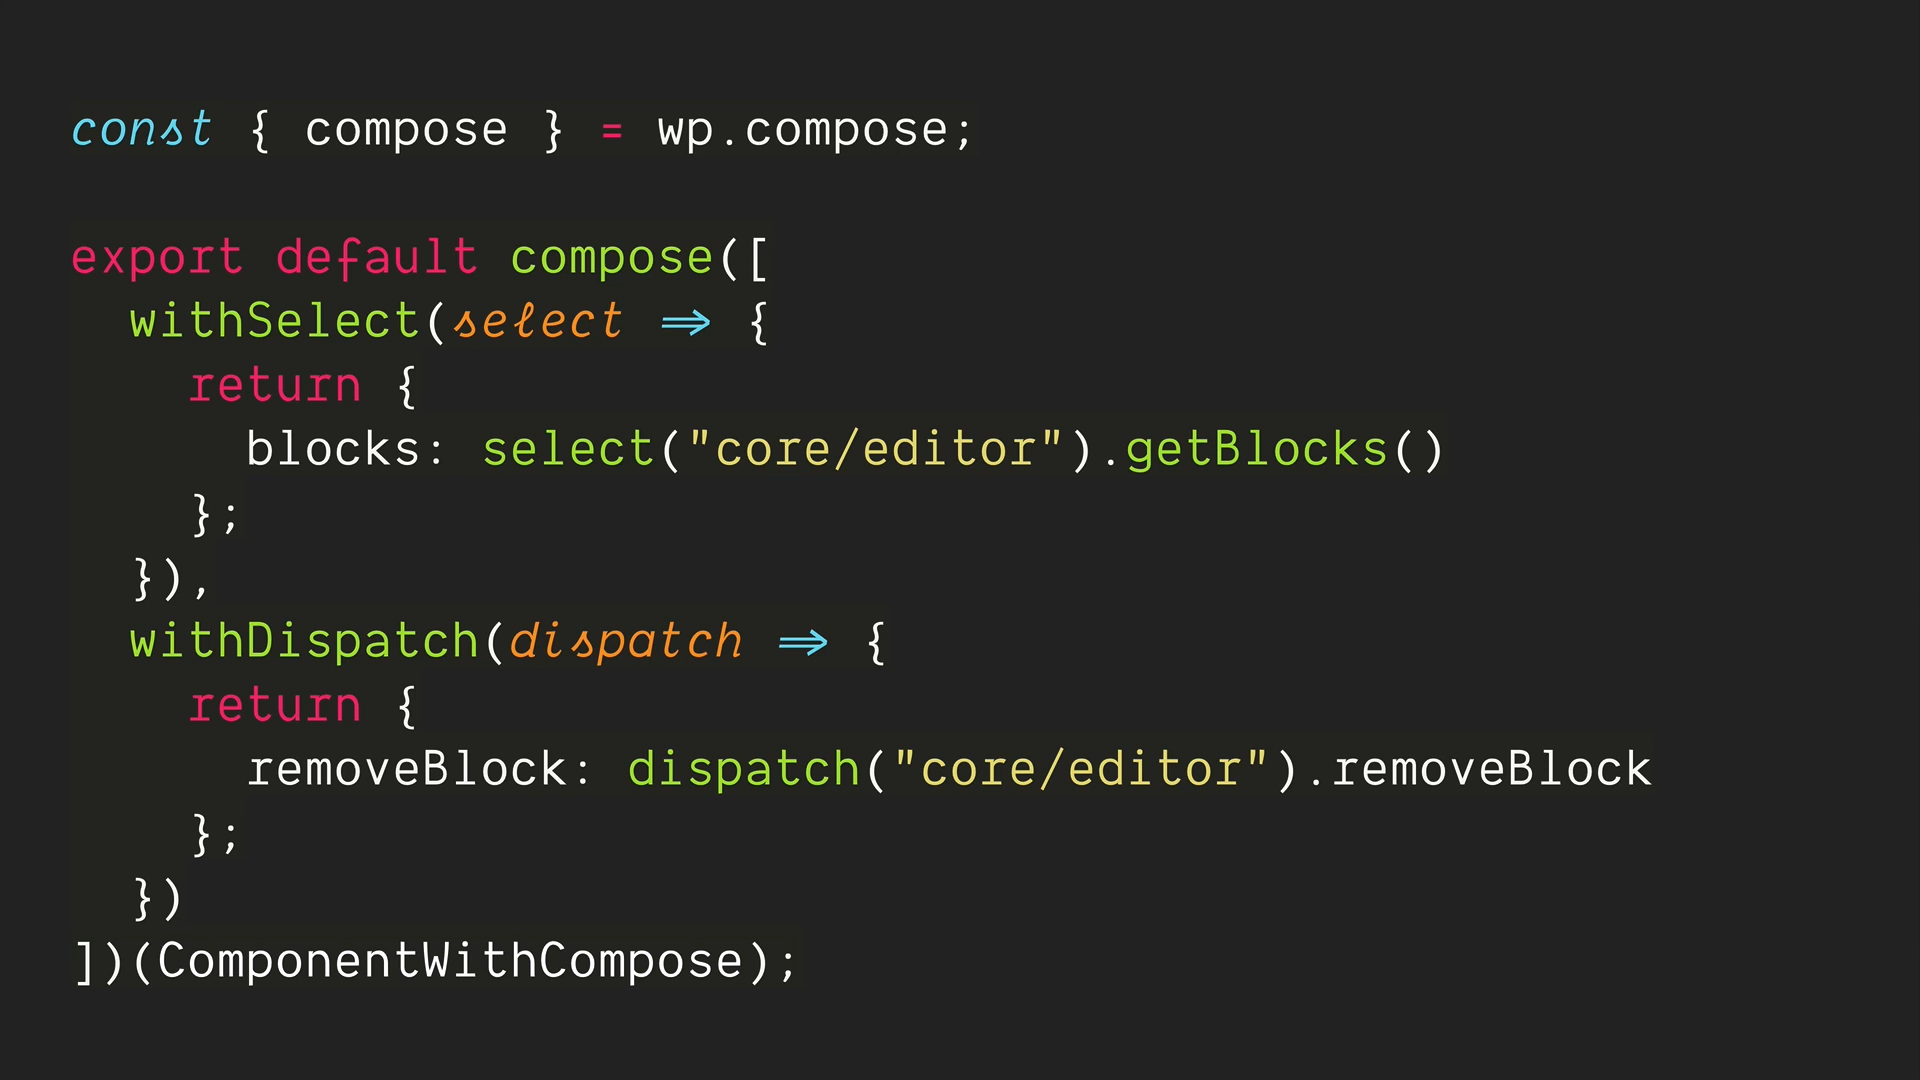 const { compose } = wp.compose;

export default compose([
  withSelect(select => {
    return {
      blocks: select("core/editor").getBlocks()
    };
  }),
  withDispatch(dispatch => {
    return {
      removeBlock: dispatch("core/editor").removeBlock
    };
  })
])(ComponentWithCompose);